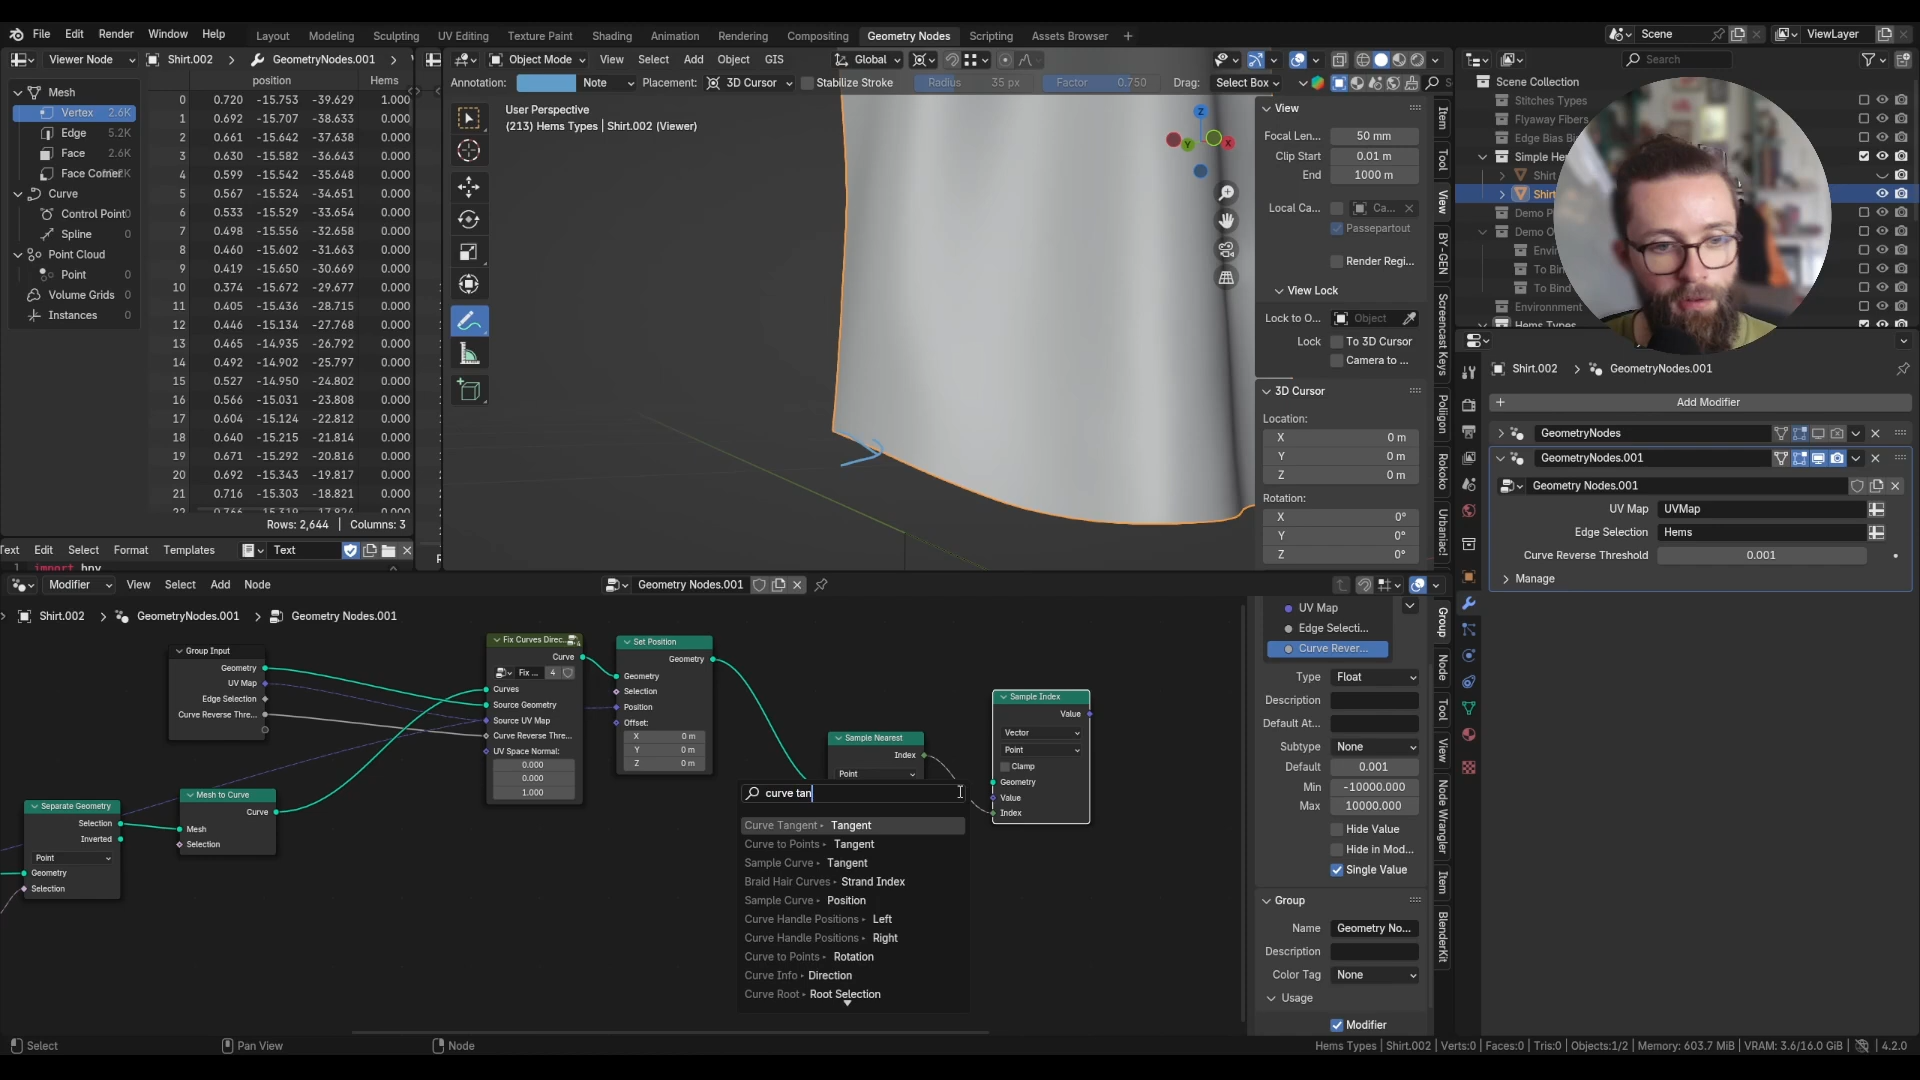 File Edit Render Window Help Layout Modeling Sculpting UV Editing Texture Paint Shading Animation Rendering Compositing Geometry Nodes Scripting Assets Browser + Scene ViewLayer
Viewer Node Shirt.002 > GeometryNodes.001 >
position Hems
Mesh
Vertex 2.6K
Edge 5.2K
Face 2.6K
Face Corner
Curve
Control Point 0
Spline 0
Point Cloud
Point 0
Volume Grids 0
Instances 0
0 0.720 -15.753 -39.629 1.000
1 0.692 -15.707 -38.633 0.000
2 0.661 -15.642 -37.638 0.000
3 0.630 -15.582 -36.643 0.000
4 0.599 -15.542 -35.648 0.000
5 0.567 -15.524 -34.651 0.000
6 0.533 -15.529 -33.654 0.000
7 0.498 -15.556 -32.658 0.000
8 0.460 -15.602 -31.663 0.000
9 0.419 -15.650 -30.669 0.000
10 0.374 -15.672 -29.677 0.000
11 0.405 -15.436 -28.715 0.000
12 0.446 -15.134 -27.768 0.000
13 0.465 -14.935 -26.792 0.000
14 0.492 -14.902 -25.797 0.000
15 0.527 -14.950 -24.802 0.000
16 0.566 -15.031 -23.808 0.000
17 0.604 -15.124 -22.812 0.000
18 0.640 -15.215 -21.814 0.000
19 0.671 -15.292 -20.816 0.000
20 0.692 -15.343 -19.817 0.000
21 0.716 -15.303 -18.821 0.000
Rows: 2,644 | Columns: 3
Text Edit Select Format Templates Text
1 import bpy
Object Mode View Select Add Object GIS Global
Annotation: Note Placement: 3D Cursor Stabilize Stroke Radius 35 px Factor 0.750 Drag: Select Box
User Perspective
(213) Hems Types | Shirt.002 (Viewer)
Z
Y
X
View
Focal Len... 50 mm
Clip Start 0.01 m
End 1000 m
Local Ca... Ca...
Passepartout
Render Regi...
View Lock
Lock to O... Object
Lock To 3D Cursor
Camera to ...
3D Cursor
Location:
X 0 m
Y 0 m
Z 0 m
Rotation:
X 0°
Y 0°
Z 0°
Item
Tool
View
BY-GEN
Screencast Keys
Poliigon
Rokoko
Urbaniac!
Search
Scene Collection
Stitches Types
Flyaway Fibers
Edge Bias Bi
Simple He
Shirt
Shirt
Demo P
Demo O
Envir
To Bind
To Bind
Environment
Hems Types
Shirt.002 > GeometryNodes.001
+ Add Modifier
GeometryNodes
GeometryNodes.001
Geometry Nodes.001
UV Map UVMap
Edge Selection Hems
Curve Reverse Threshold 0.001
Manage
Modifier View Select Add Node Geometry Nodes.001
Shirt.002 > GeometryNodes.001 > Geometry Nodes.001
Group Input
Geometry
UV Map
Edge Selection
Curve Reverse Thre...
Separate Geometry
Selection
Inverted
Point
Geometry
Selection
Mesh to Curve
Curve
Mesh
Selection
Fix Curves Direc...
Curve
Fix ... 4
Curves
Source Geometry
Source UV Map
Curve Reverse Thre...
UV Space Normal:
0.000
0.000
1.000
Set Position
Geometry
Geometry
Selection
Position
Offset:
X 0 m
Y 0 m
Z 0 m
Sample Nearest
Index
Point
Sample Index
Value
Vector
Point
Clamp
Geometry
Value
Index
curve tan
Curve Tangent Tangent
Curve to Points Tangent
Sample Curve Tangent
Braid Hair Curves Strand Index
Sample Curve Position
Curve Handle Positions Left
Curve Handle Positions Right
Curve to Points Rotation
Curve Info Direction
Curve Root Root Selection
UV Map
Edge Selecti...
Curve Rever...
Type Float
Description
Default At...
Subtype None
Default 0.001
Min -10000.000
Max 10000.000
Hide Value
Hide in Mod...
Single Value
Group
Name Geometry No...
Description
Color Tag None
Usage
Modifier
Group
Node
Tool
View
Node Wrangler
Item
BlenderKit
Select Pan View Node Hems Types | Shirt.002 | Verts:0 | Faces:0 | Tris:0 | Objects:1/2 | Memory: 603.7 MiB | VRAM: 3.6/16.0 GiB | 4.2.0